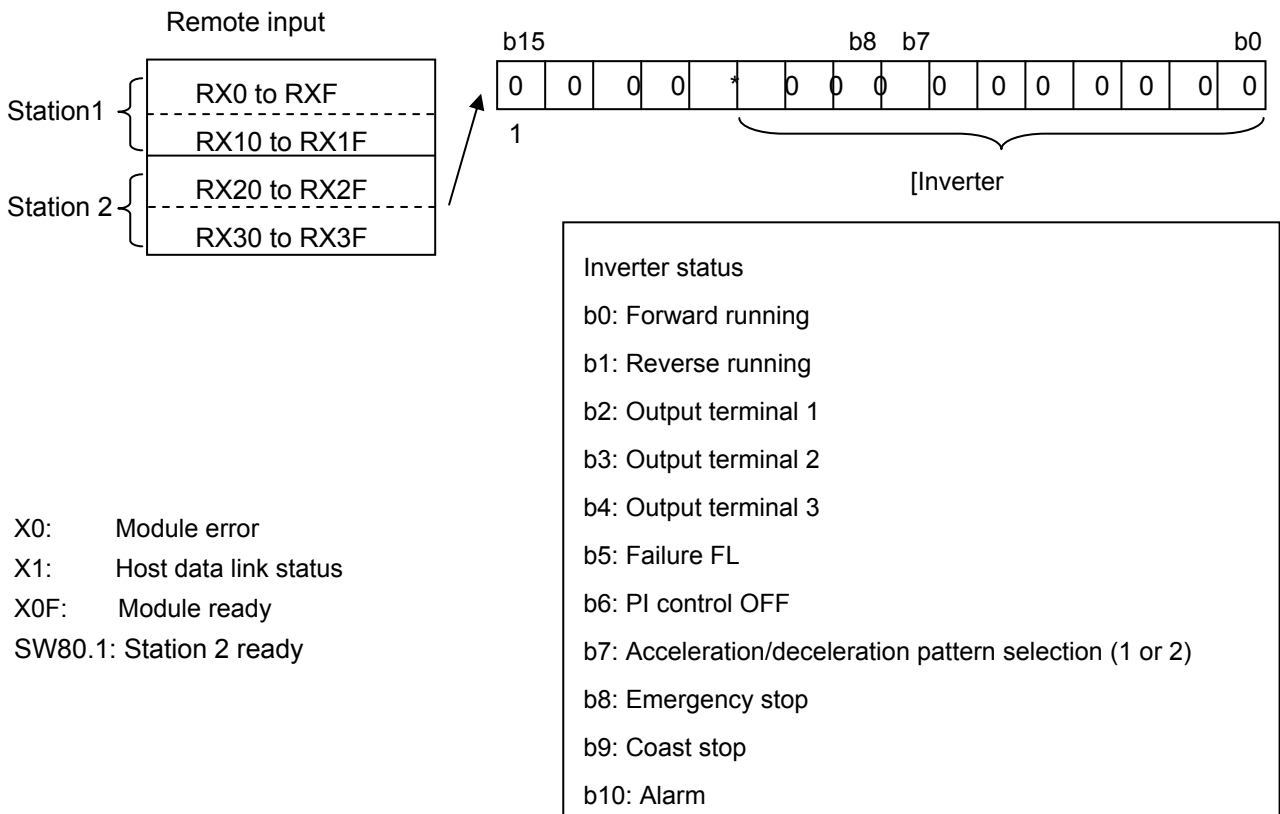 Remote input
b15 b8 b7 b0
RX0 to RXF
0 0 0 0 * 0 0 0 0 0 0 0 0 0 0
Station1
RX10 to RX1F
1
RX20 to RX2F
[Inverter
Station 2
RX30 to RX3F
Inverter status
b0: Forward running
b1: Reverse running
b2: Output terminal 1
b3: Output terminal 2
b4: Output terminal 3
b5: Failure FL
b6: PI control OFF
b7: Acceleration/deceleration pattern selection (1 or 2)
b8: Emergency stop
b9: Coast stop
b10: Alarm
X0: Module error
X1: Host data link status
X0F: Module ready
SW80.1: Station 2 ready